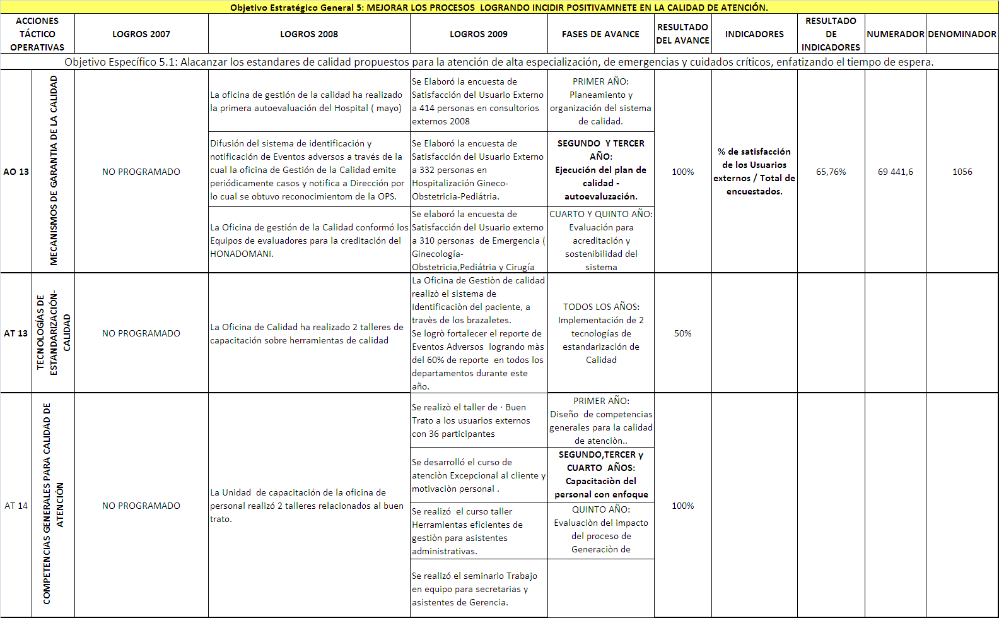 Objetivo Estratégico General 5: MEJORAR LOS PROCESOS  LOGRANDO INCIDIR POSITIVAMNETE EN LA CALIDAD DE ATENCIÓN.
ACCIONES
TÁCTICO
OPERATIVAS
LOGROS 2007
LOGROS 2008
LOGROS 2009
FASES DE AVANCE
RESULTADO
DEL AVANCE
INDICADORES
RESULTADO
DE
INDICADORES
NUMERADOR
DENOMINADOR
Objetivo Específico 5.1: Alacanzar los estandares de calidad propuestos para la atención de alta especialización, de emergencias y cuidados críticos, enfatizando el tiempo de espera.
AO 13
MECANISMOS DE GARANTIA DE LA CALIDAD
NO PROGRAMADO
La oficina de gestión de la calidad ha realizado
la primera autoevaluación del Hospital ( mayo)
Difusión del sistema de identificación y
notificación de Eventos adversos a través de la
cual la oficina de Gestión de la Calidad emite
periódicamente casos y notifica a Dirección por
lo cual se obtuvo reconocimientom de la OPS.
La Oficina de gestión de la Calidad conformó los
Equipos de evaluadores para la creditación del
HONADOMANI.
Se Elaboró la encuesta de
Satisfacción del Usuario Externo
a 414 personas en consultorios
externos 2008
Se Elaboró la encuesta de
Satisfacción del Usuario Externo
a 332 personas en
Hospitalización Gineco-
Obstetricia-Pediátria.
Se elaboró la encuesta de
Satisfacción del Usuario externo
a 310 personas  de Emergencia (
Ginecología-
Obstetricia,Pediátria y Cirugía
PRIMER AÑO:
Planeamiento y
organización del sistema
de calidad.
SEGUNDO  Y TERCER
AÑO:
Ejecución del plan de
calidad -
autoevaluzación.
CUARTO Y QUINTO AÑO:
Evaluación para
acreditación y
sostenibilidad del
sistema
100%
% de satisfacción
de los Usuarios
externos / Total de
encuestados.
65,76%
69 441,6
1056
AT 13
TECNOLOGÍAS DE
ESTANDARIZACIÓN-
CALIDAD
NO PROGRAMADO
La Oficina de Calidad ha realizado 2 talleres de
capacitación sobre herramientas de calidad
La Oficina de Gestiòn de calidad
realizò el sistema de
Identificaciòn del paciente, a
travès de los brazaletes.
Se logrò fortalecer el reporte de
Eventos Adversos  logrando màs
del 60% de reporte  en todos los
departamentos durante este
año.
TODOS LOS AÑOS:
Implementación de 2
tecnologías de
estandarización de
Calidad
50%
AT 14
COMPETENCIAS GENERALES PARA CALIDAD DE
ATENCIÓN
NO PROGRAMADO
La Unidad  de capacitación de la oficina de
personal realizó 2 talleres relacionados al buen
trato.
Se realizò el taller de · Buen
Trato a los usuarios externos
con 36 participantes
Se desarrolló el curso de
atenciòn Excepcional al cliente y
motivaciòn personal .
Se realizó  el curso taller
Herramientas eficientes de
gestiòn para asistentes
administrativas.
Se realizó el seminario Trabajo
en equipo para secretarias y
asistentes de Gerencia.
PRIMER AÑO:
Diseño  de competencias
generales para la calidad
de atenciòn..
SEGUNDO,TERCER y
CUARTO  AÑOS:
Capacitaciòn del
personal con enfoque
QUINTO AÑO:
Evaluaciòn del impacto
del proceso de
Generaciòn de
100%